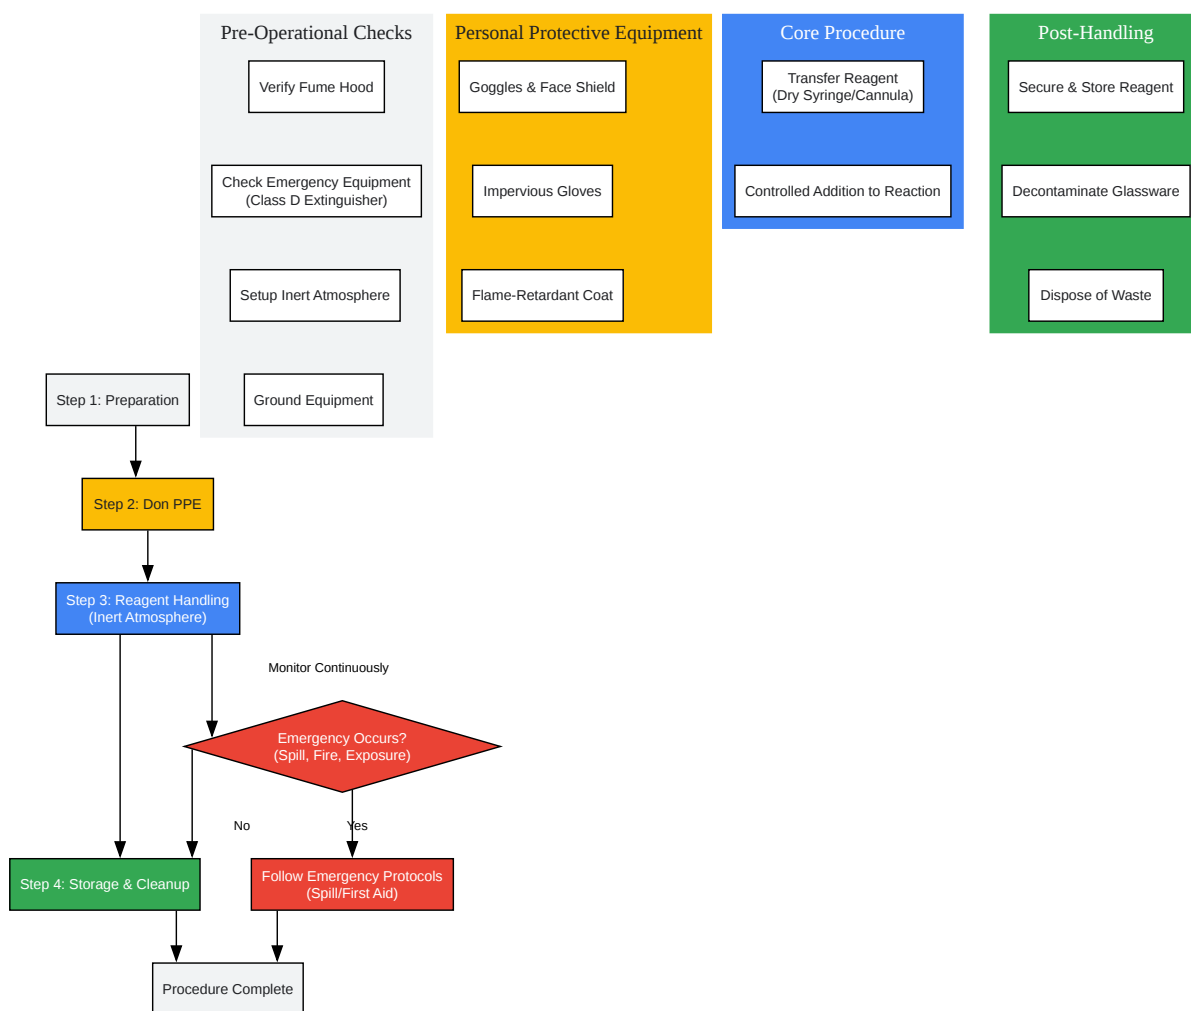 Pre-Operational Checks
Verify Fume Hood
Check Emergency Equipment
(Class D Extinguisher)
Setup Inert Atmosphere
Ground Equipment
Personal Protective Equipment
Goggles & Face Shield
Impervious Gloves
Flame-Retardant Coat
Core Procedure
Transfer Reagent
(Dry Syringe/Cannula)
Controlled Addition to Reaction
Post-Handling
Secure & Store Reagent
Decontaminate Glassware
Dispose of Waste
Step 1: Preparation
Step 2: Don PPE
Step 3: Reagent Handling
(Inert Atmosphere)
Monitor Continuously
Emergency Occurs?
(Spill, Fire, Exposure)
No
Yes
Step 4: Storage & Cleanup
Follow Emergency Protocols
(Spill/First Aid)
Procedure Complete